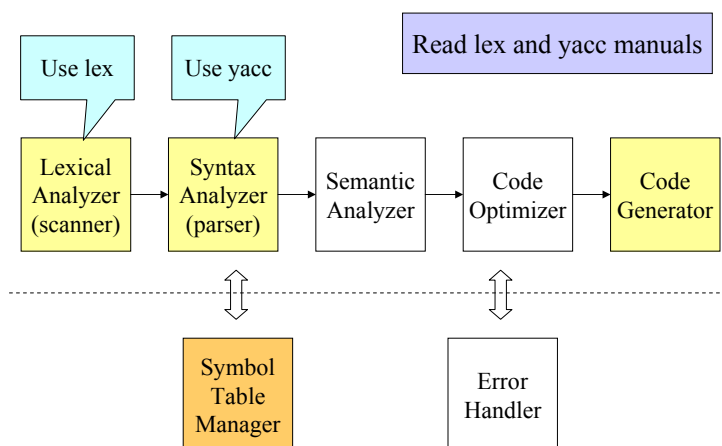 Read lex and yacc manuals
Use lex
Use yacc
Lexical
Analyzer
(scanner)
Syntax
Analyzer
(parser)
Semantic
Analyzer
Code
Optimizer
Code
Generator
Symbol
Table
Manager
Error
Handler